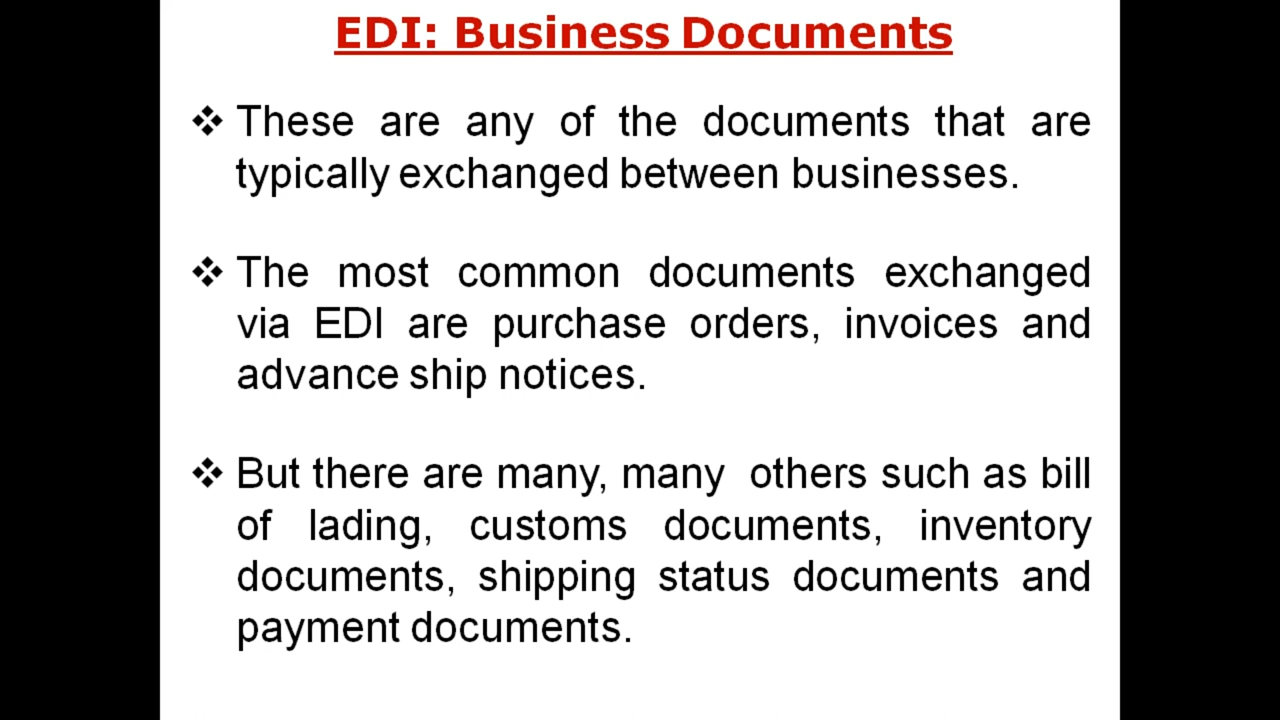 EDI: Business Documents
❖ These are any of the documents that are
typically exchanged between businesses.
❖ The most common documents exchanged
via EDI are purchase orders, invoices and
advance ship notices.
❖ But there are many, many others such as bill
of lading, customs documents, inventory
documents, shipping status documents and
payment documents.